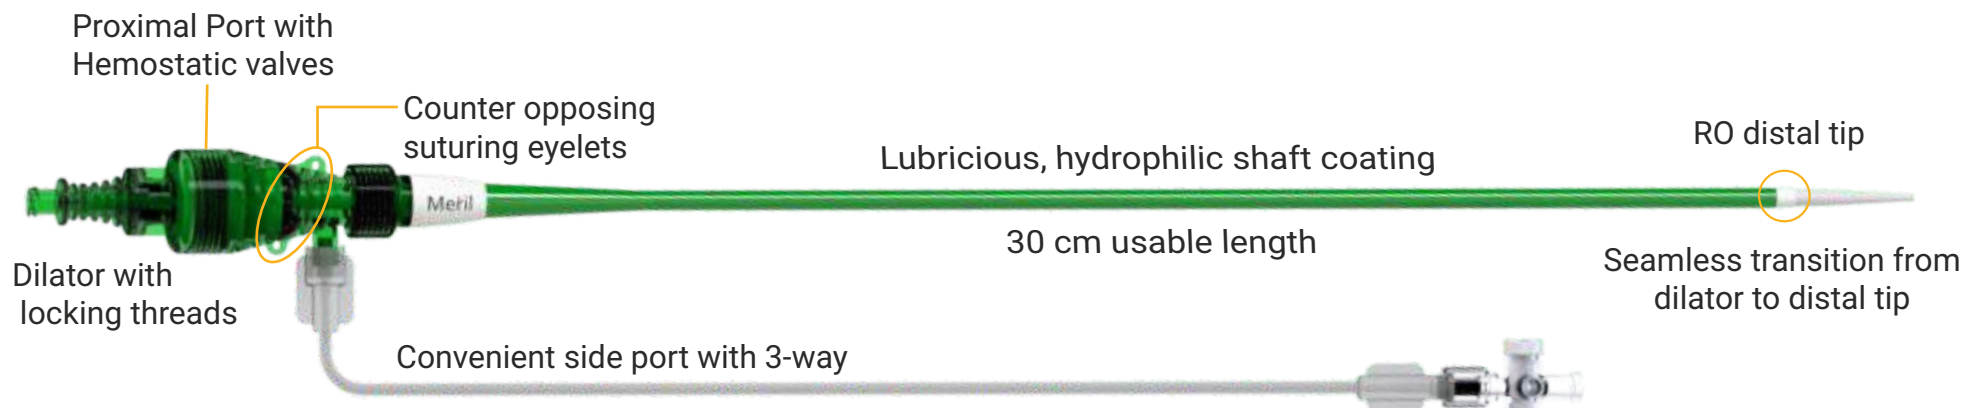 Proximal Port with
Hemostatic valves
Counter opposing
suturing eyelets
Lubricious, hydrophilic shaft coating
RO distal tip
Meril
30 cm usable length
Dilator with
locking threads
Seamless transition from
dilator to distal tip
Convenient side port with 3-way